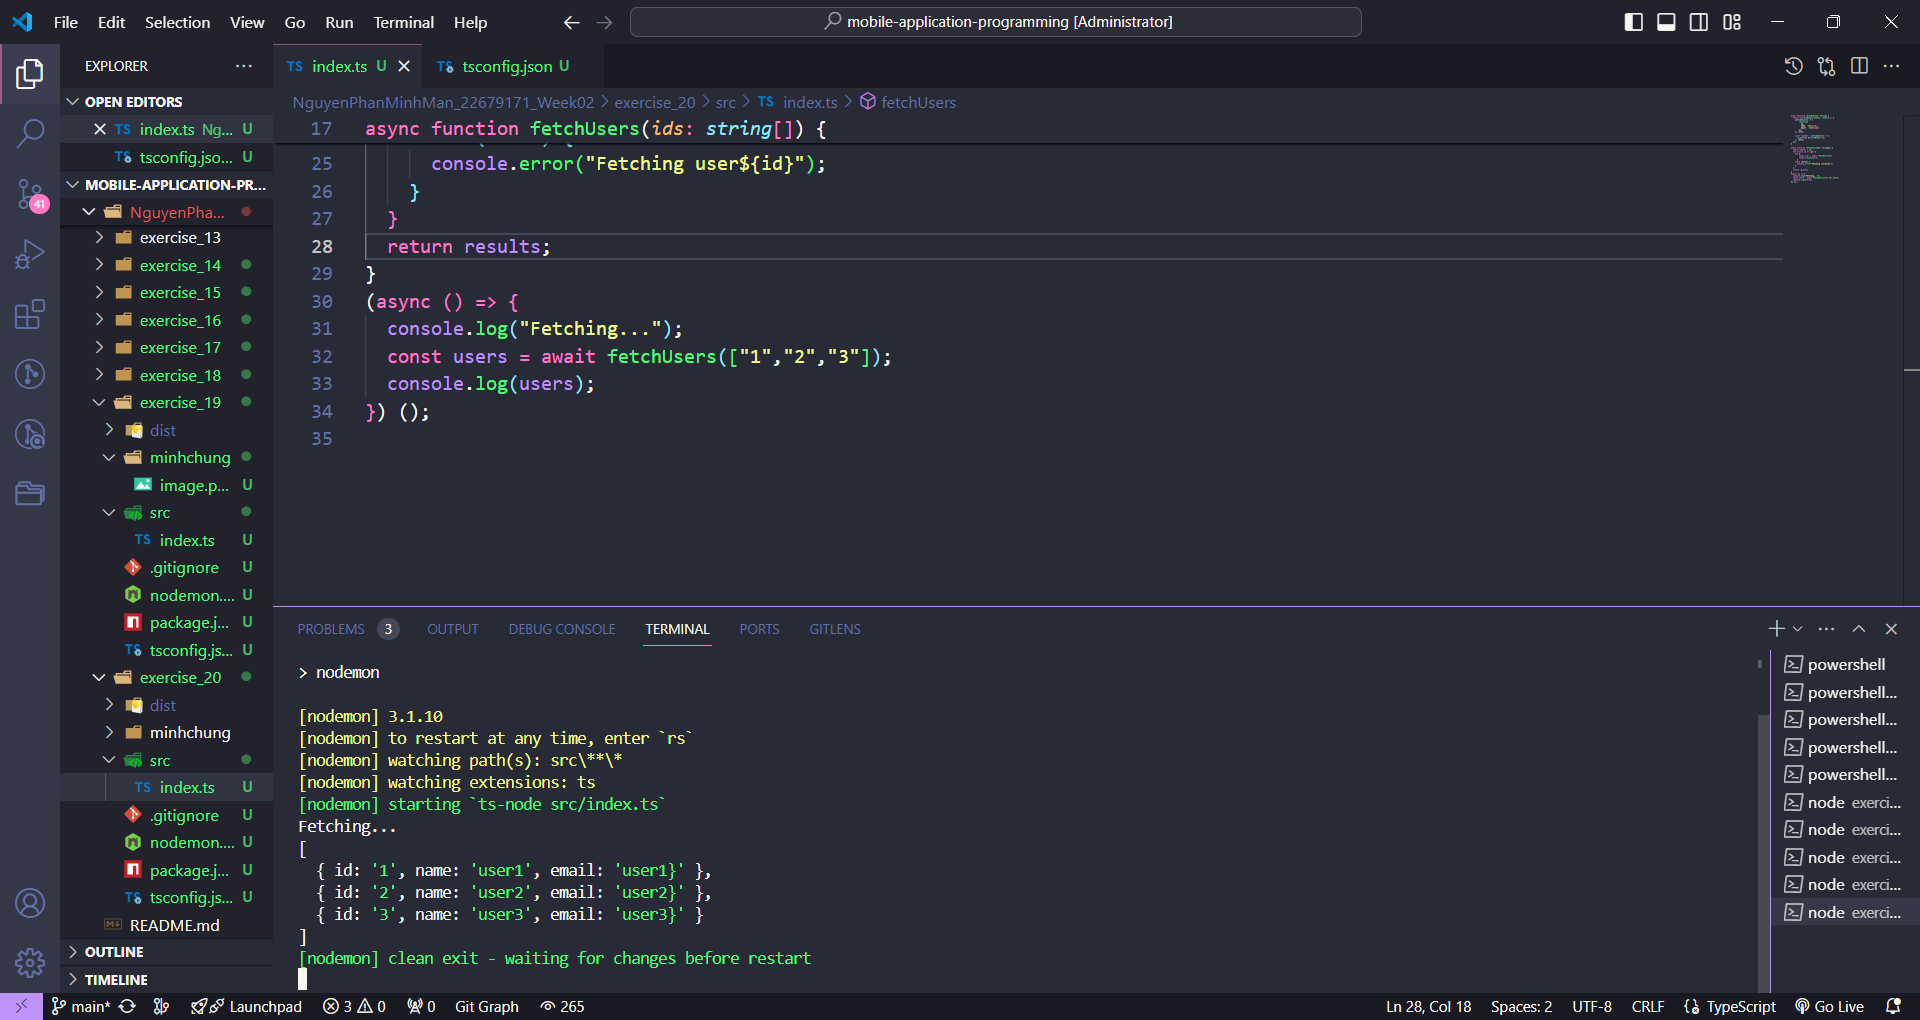 File Edit Selection View Go Run Terminal Help
mobile-application-programming [Administrator]
EXPLORER
OPEN EDITORS
TS index.ts Ng... U
TS tsconfig.jso... U
MOBILE-APPLICATION-PR...
NguyenPha...
exercise_13
exercise_14
exercise_15
exercise_16
exercise_17
exercise_18
exercise_19
dist
minhchung
image.p... U
src
TS index.ts U
.gitignore U
nodemon.... U
package.j... U
TS tsconfig.js... U
exercise_20
dist
minhchung
src
TS index.ts U
.gitignore U
nodemon.... U
package.j... U
TS tsconfig.js... U
README.md
OUTLINE
TIMELINE
41
TS index.ts U
TS tsconfig.json U
NguyenPhanMinhMan_22679171_Week02 > exercise_20 > src > TS index.ts > fetchUsers
17 async function fetchUsers(ids: string[]) {
25 console.error("Fetching user${id}");
26 }
27 }
28 return results;
29 }
30 (async () => {
31 console.log("Fetching...");
32 const users = await fetchUsers(["1","2","3"]);
33 console.log(users);
34 }) ();
35
PROBLEMS 3 OUTPUT DEBUG CONSOLE TERMINAL PORTS GITLENS
> nodemon
[nodemon] 3.1.10
[nodemon] to restart at any time, enter `rs`
[nodemon] watching path(s): src\**\*
[nodemon] watching extensions: ts
[nodemon] starting `ts-node src/index.ts`
Fetching...
[
{ id: '1', name: 'user1', email: 'user1}' },
{ id: '2', name: 'user2', email: 'user2}' },
{ id: '3', name: 'user3', email: 'user3}' }
]
[nodemon] clean exit - waiting for changes before restart
powershell
powershell...
powershell...
powershell...
powershell...
node exerci...
node exerci...
node exerci...
node exerci...
node exerci...
main* Launchpad 3 0 0 Git Graph 265 Ln 28, Col 18 Spaces: 2 UTF-8 CRLF {} TypeScript Go Live